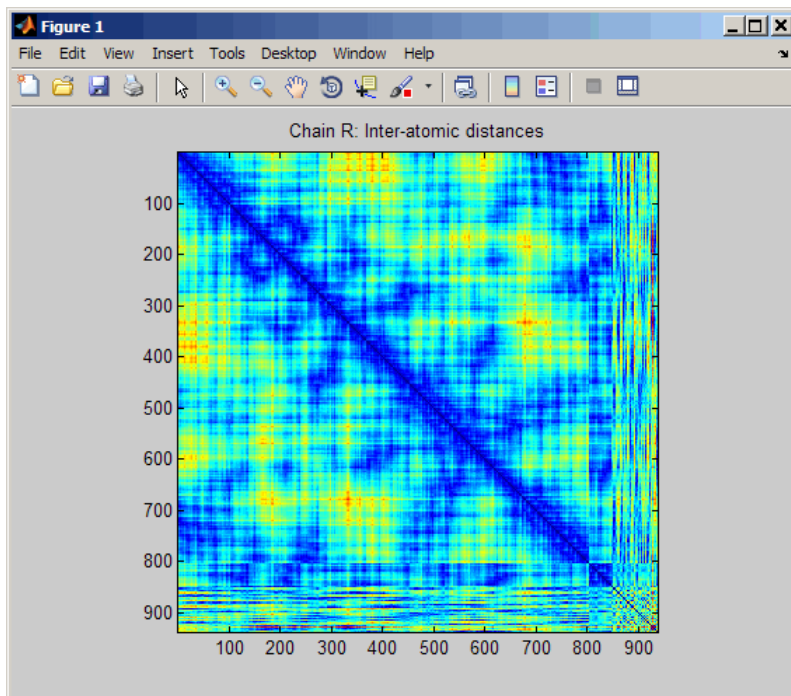 Figure 1
File Edit View Insert Tools Desktop Window Help
Chain R: Inter-atomic distances
100
200
300
400
500
600
700
800
900
100 200 300 400 500 600 700 800 900